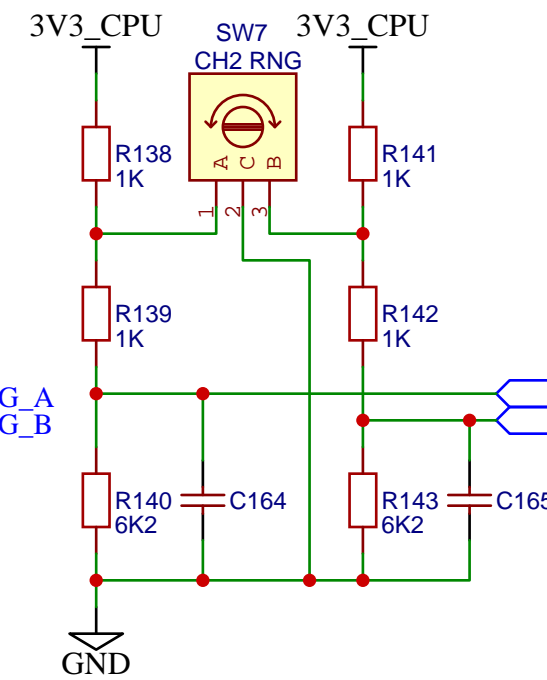 3V3_CPU
SW7
CH2 RNG
3V3_CPU
R138
1K
A
C
B
R141
1K
1
2
3
R139
1K
R142
1K
G_A
G_B
R140
6K2
C164
R143
6K2
C165
GND